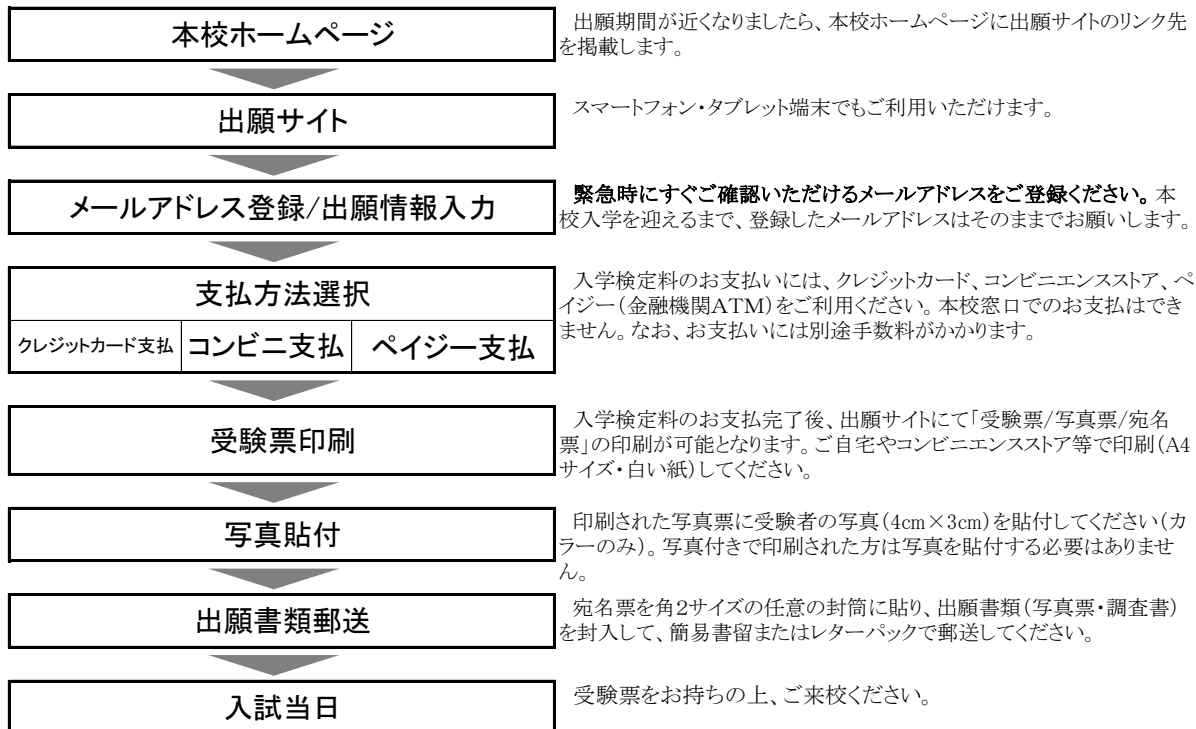 本校ホームページ
出願期間が近くなりましたら、本校ホームページに出願サイトのリンク先
を掲載します。
出願サイト
スマートフォン・タブレット端末でもご利用いただけます。
メールアドレス登録/出願情報入力
緊急時にすぐご確認いただけるメールアドレスをご登録ください。本
校入学を迎えるまで、登録したメールアドレスはそのままでお願いします。
支払方法選択
クレジットカード支払 コンビニ支払 ペイジー支払
入学検定料のお支払いには、クレジットカード、コンビニエンスストア、ペ
イジー(金融機関ATM)をご利用ください。本校窓口でのお支払はでき
ません。なお、お支払いには別途手数料がかかります。
受験票印刷
入学検定料のお支払完了後、出願サイトにて「受験票/写真票/宛名
票」の印刷が可能となります。ご自宅やコンビニエンスストア等で印刷(A4
サイズ・白い紙)してください。
写真貼付
印刷された写真票に受験者の写真(4cm×3cm)を貼付してください(カ
ラーのみ)。写真付きで印刷された方は写真を貼付する必要はありませ
ん。
出願書類郵送
宛名票を角2サイズの任意の封筒に貼り、出願書類(写真票・調査書)
を封入して、簡易書留またはレターパックで郵送してください。
入試当日
受験票をお持ちの上、ご来校ください。